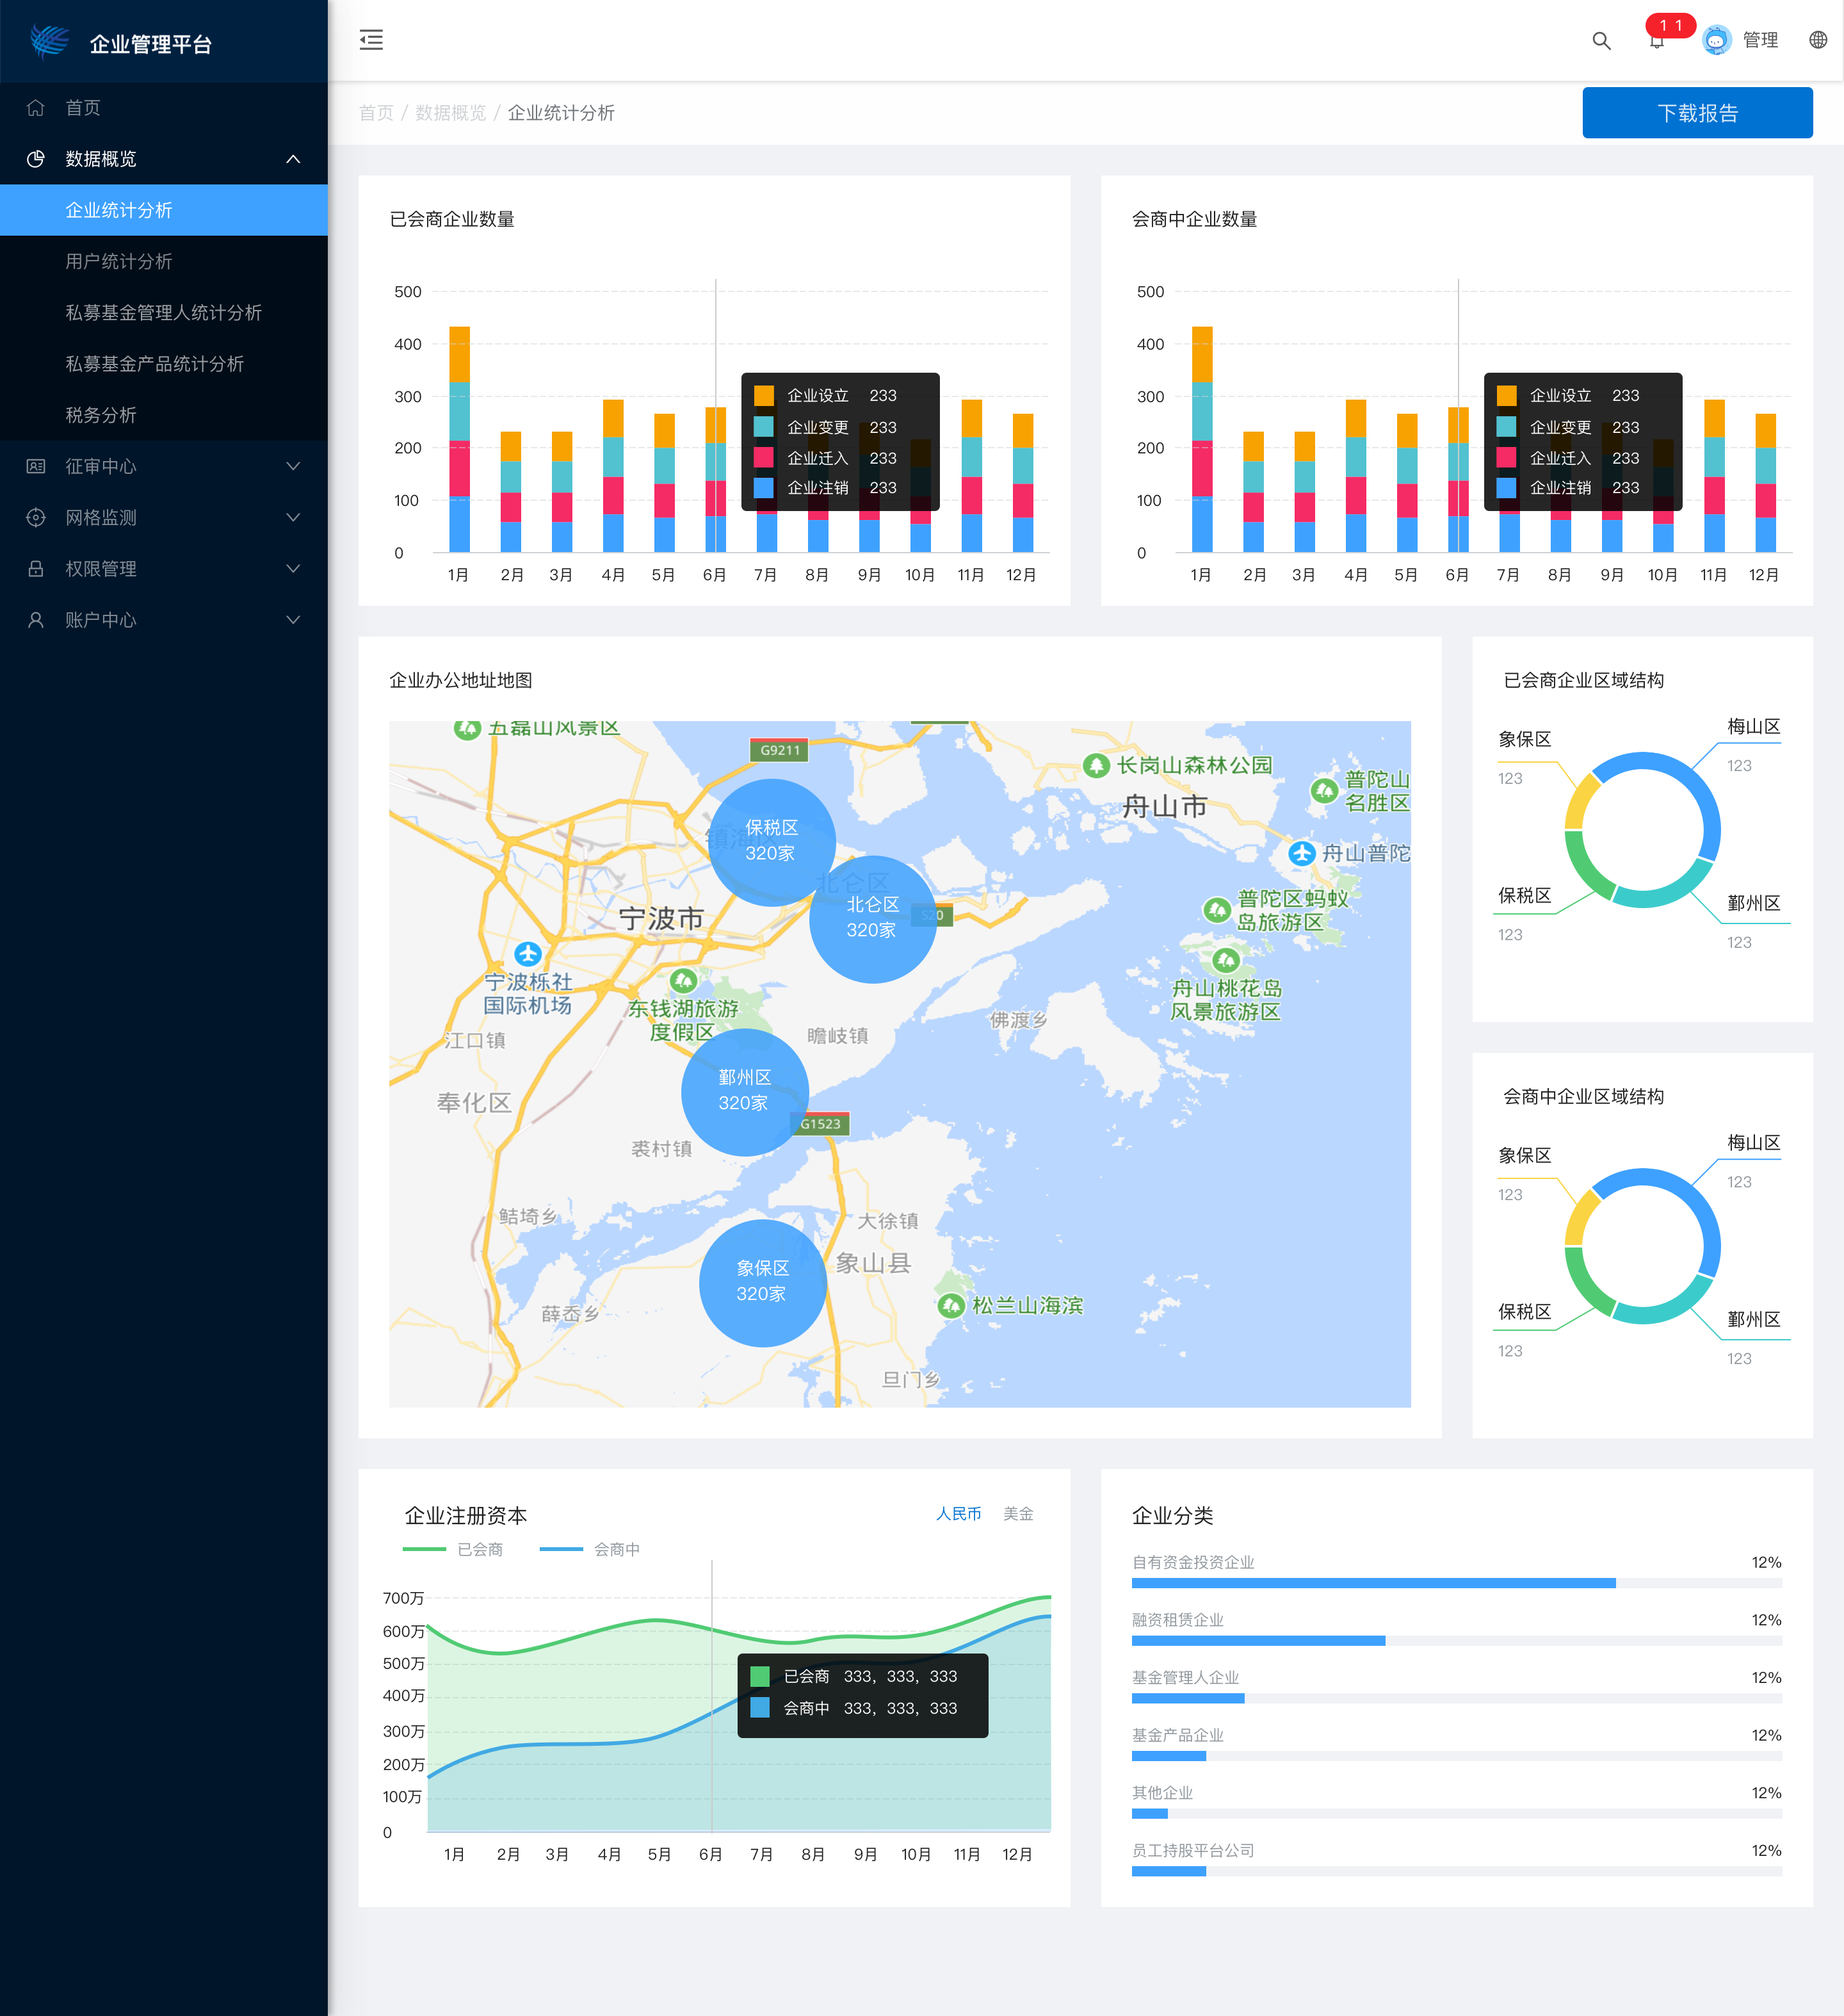 企业管理平台
首页
数据概览
企业统计分析
用户统计分析
私募基金管理人统计分析
私募基金产品统计分析
税务分析
征审中心
网格监测
权限管理
账户中心
1 1
管理
首页 / 数据概览 / 企业统计分析
下载报告
已会商企业数量
500
400
300
200
100
0
1月 2月 3月 4月 5月 6月 7月 8月 9月 10月 11月 12月
企业设立 233
企业变更 233
企业迁入 233
企业注销 233
会商中企业数量
500
400
300
200
100
0
1月 2月 3月 4月 5月 6月 7月 8月 9月 10月 11月 12月
企业设立 233
企业变更 233
企业迁入 233
企业注销 233
企业办公地址地图
五磊山风景区
G9211
长岗山森林公园
舟山市
普陀山
名胜区
镇海区
保税区
320家
舟山普陀
北仑区
北仑区
320家
S20
宁波市
普陀区蚂蚁
岛旅游区
宁波栎社
国际机场
东钱湖旅游
度假区
舟山桃花岛
风景旅游区
江口镇
瞻岐镇
佛渡乡
鄞州区
320家
奉化区
G1523
裘村镇
鲒埼乡
大徐镇
象保区
320家
象山县
薛岙乡
松兰山海滨
旦门乡
已会商企业区域结构
梅山区
123
象保区
123
保税区
123
鄞州区
123
会商中企业区域结构
梅山区
123
象保区
123
保税区
123
鄞州区
123
企业注册资本
人民币 美金
已会商 会商中
700万
600万
500万
400万
300万
200万
100万
0
1月 2月 3月 4月 5月 6月 7月 8月 9月 10月 11月 12月
已会商 333，333，333
会商中 333，333，333
企业分类
自有资金投资企业 12%
融资租赁企业 12%
基金管理人企业 12%
基金产品企业 12%
其他企业 12%
员工持股平台公司 12%